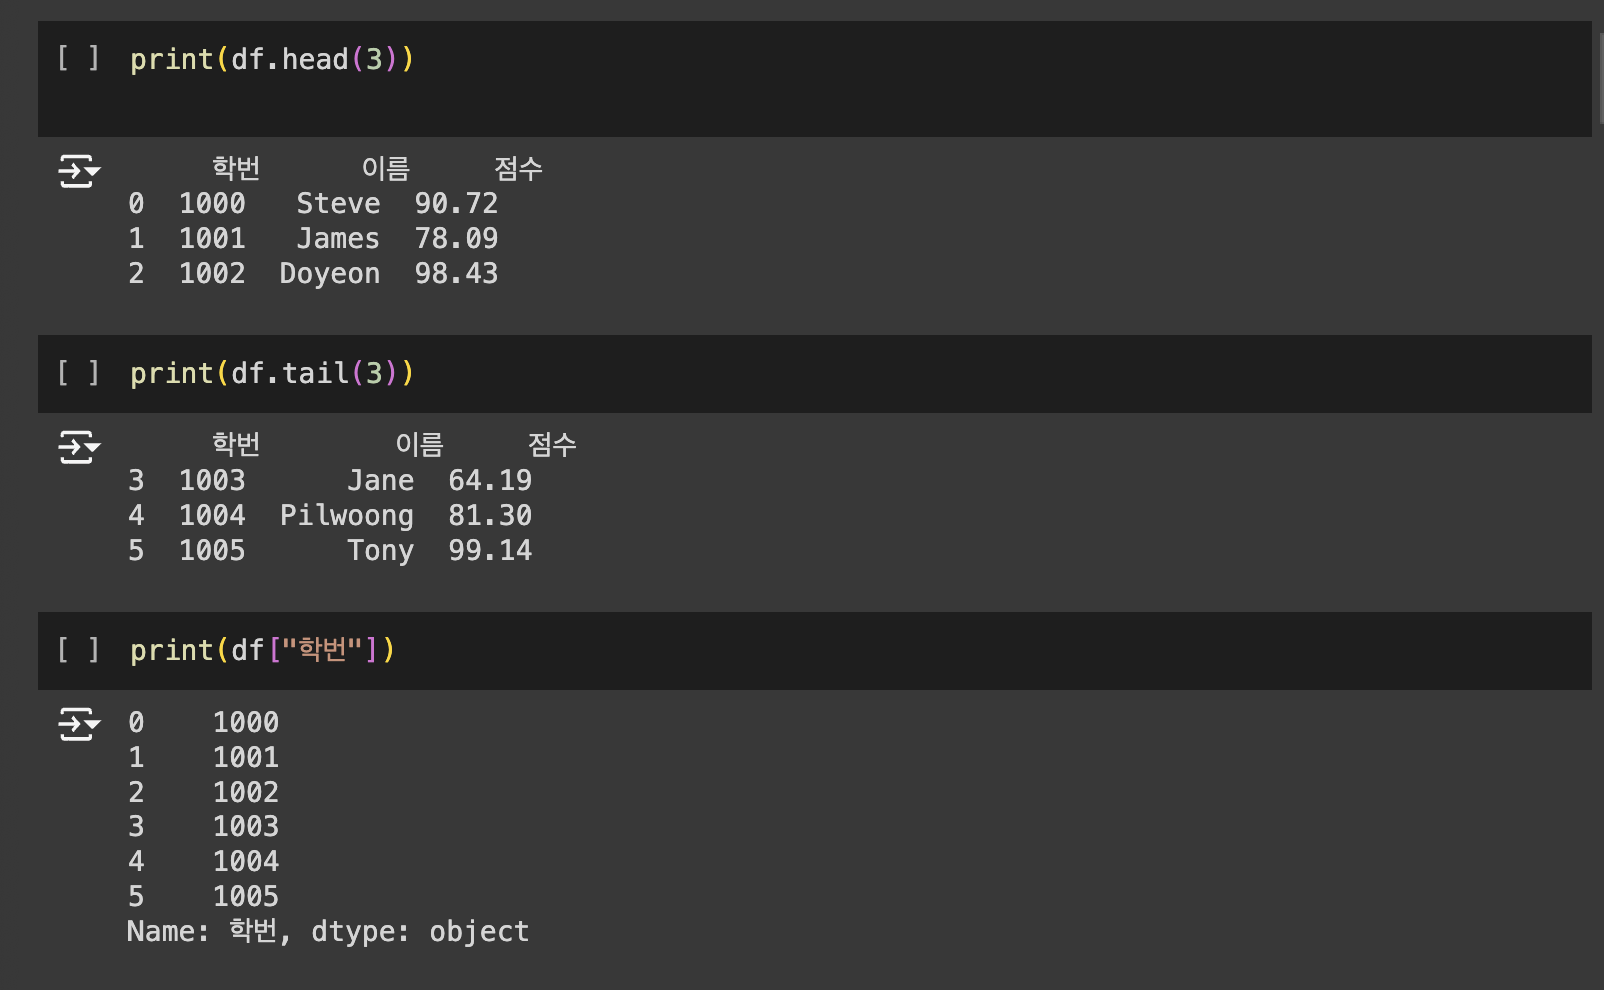 [ ] print(df.head(3))
학번 이름 점수
0 1000 Steve 90.72
1 1001 James 78.09
2 1002 Doyeon 98.43
[ ] print(df.tail(3))
학번 이름 점수
3 1003 Jane 64.19
4 1004 Pilwoong 81.30
5 1005 Tony 99.14
[ ] print(df["학번"])
0 1000
1 1001
2 1002
3 1003
4 1004
5 1005
Name: 학번, dtype: object